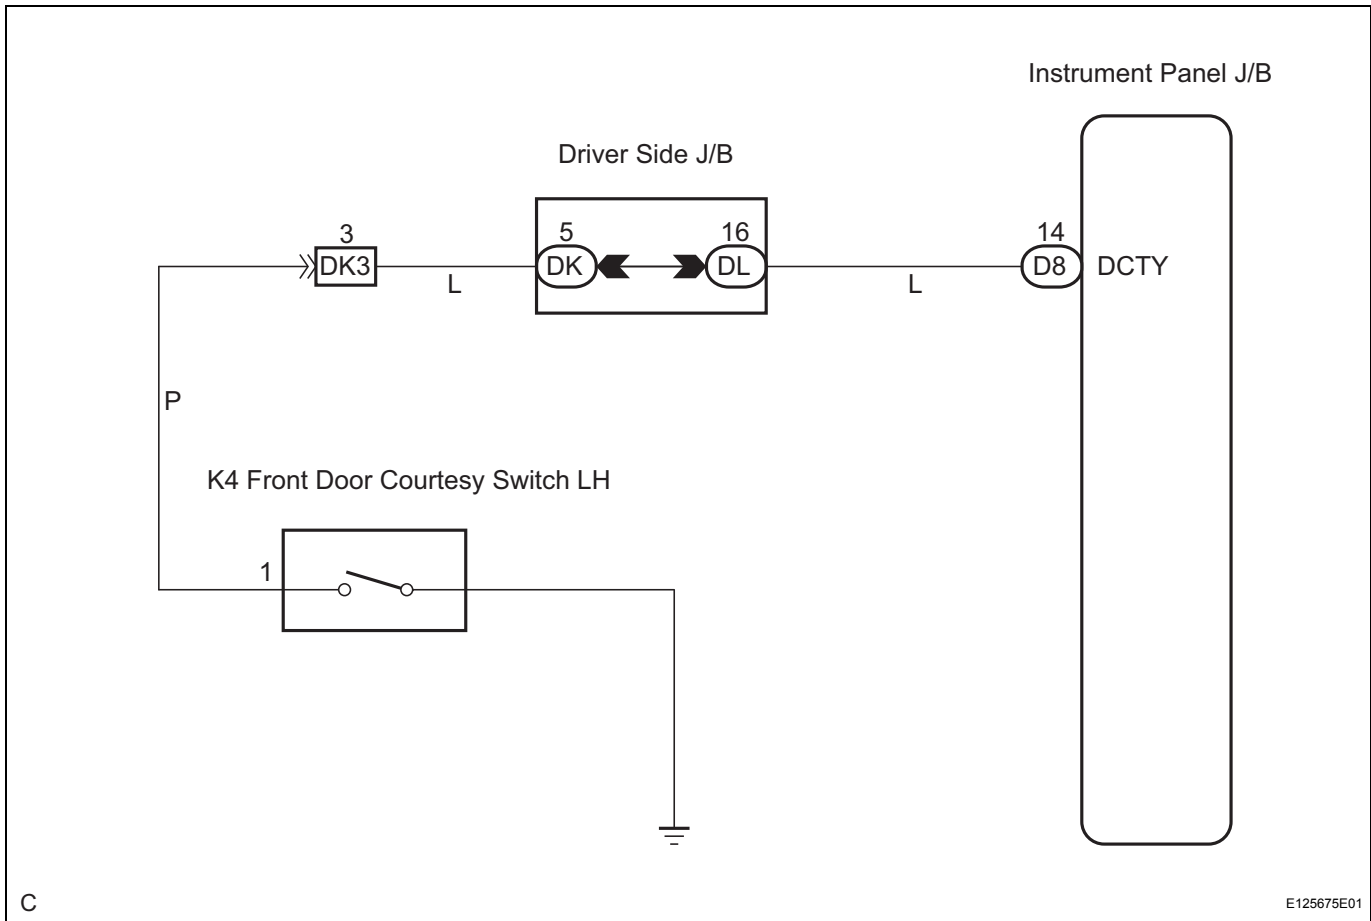 Instrument Panel J/B
Driver Side J/B
3
5
16
14
DK3
DK
DL
D8
DCTY
L
L
P
K4 Front Door Courtesy Switch LH
1
C
E125675E01